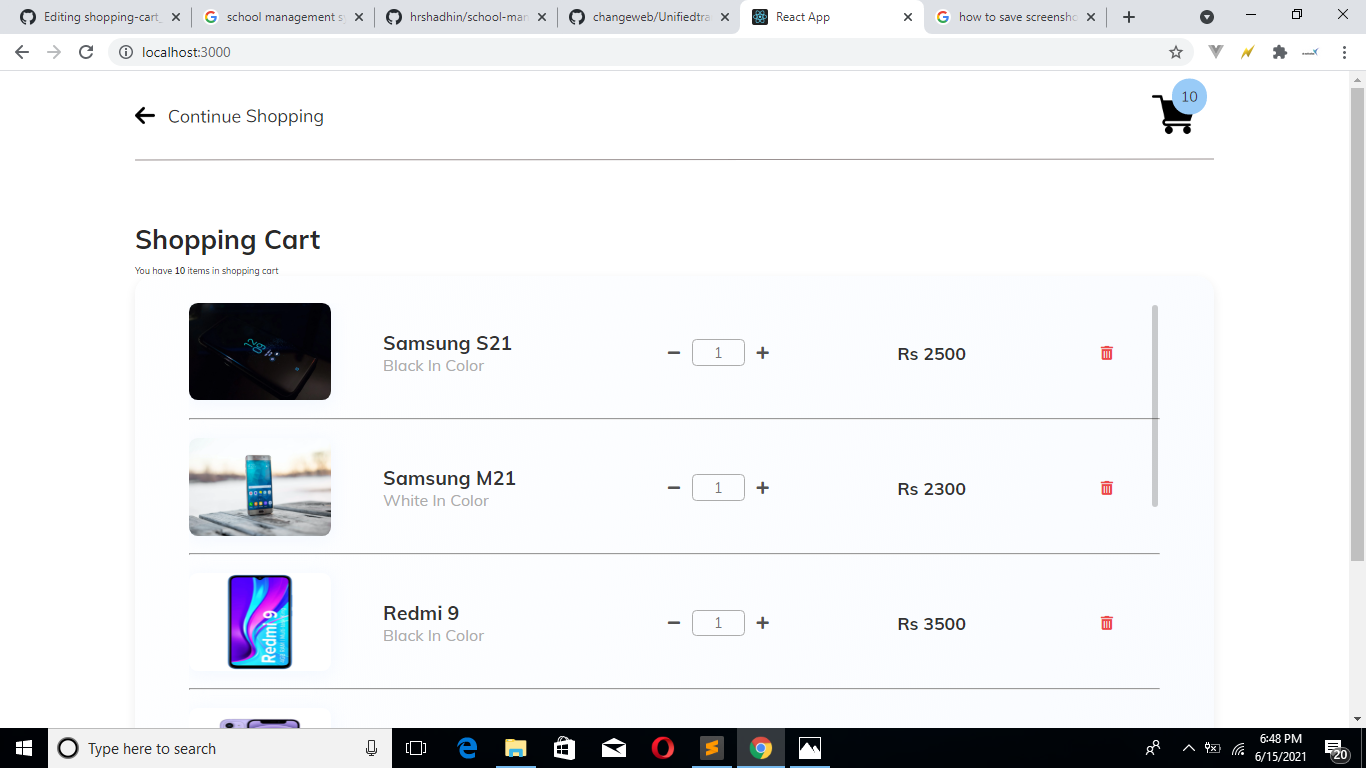 Editing shopping-cart_
school management s
hrshadhin/school-man
changeweb/Unifiedtra
React App
how to save screensho
localhost:3000
Continue Shopping
10
Shopping Cart
You have 10 items in shopping cart
Samsung S21
Black In Color
1
Rs 2500
Samsung M21
White In Color
1
Rs 2300
Redmi 9
Redmi 9
Black In Color
1
Rs 3500
Type here to search
6:48 PM
6/15/2021
20